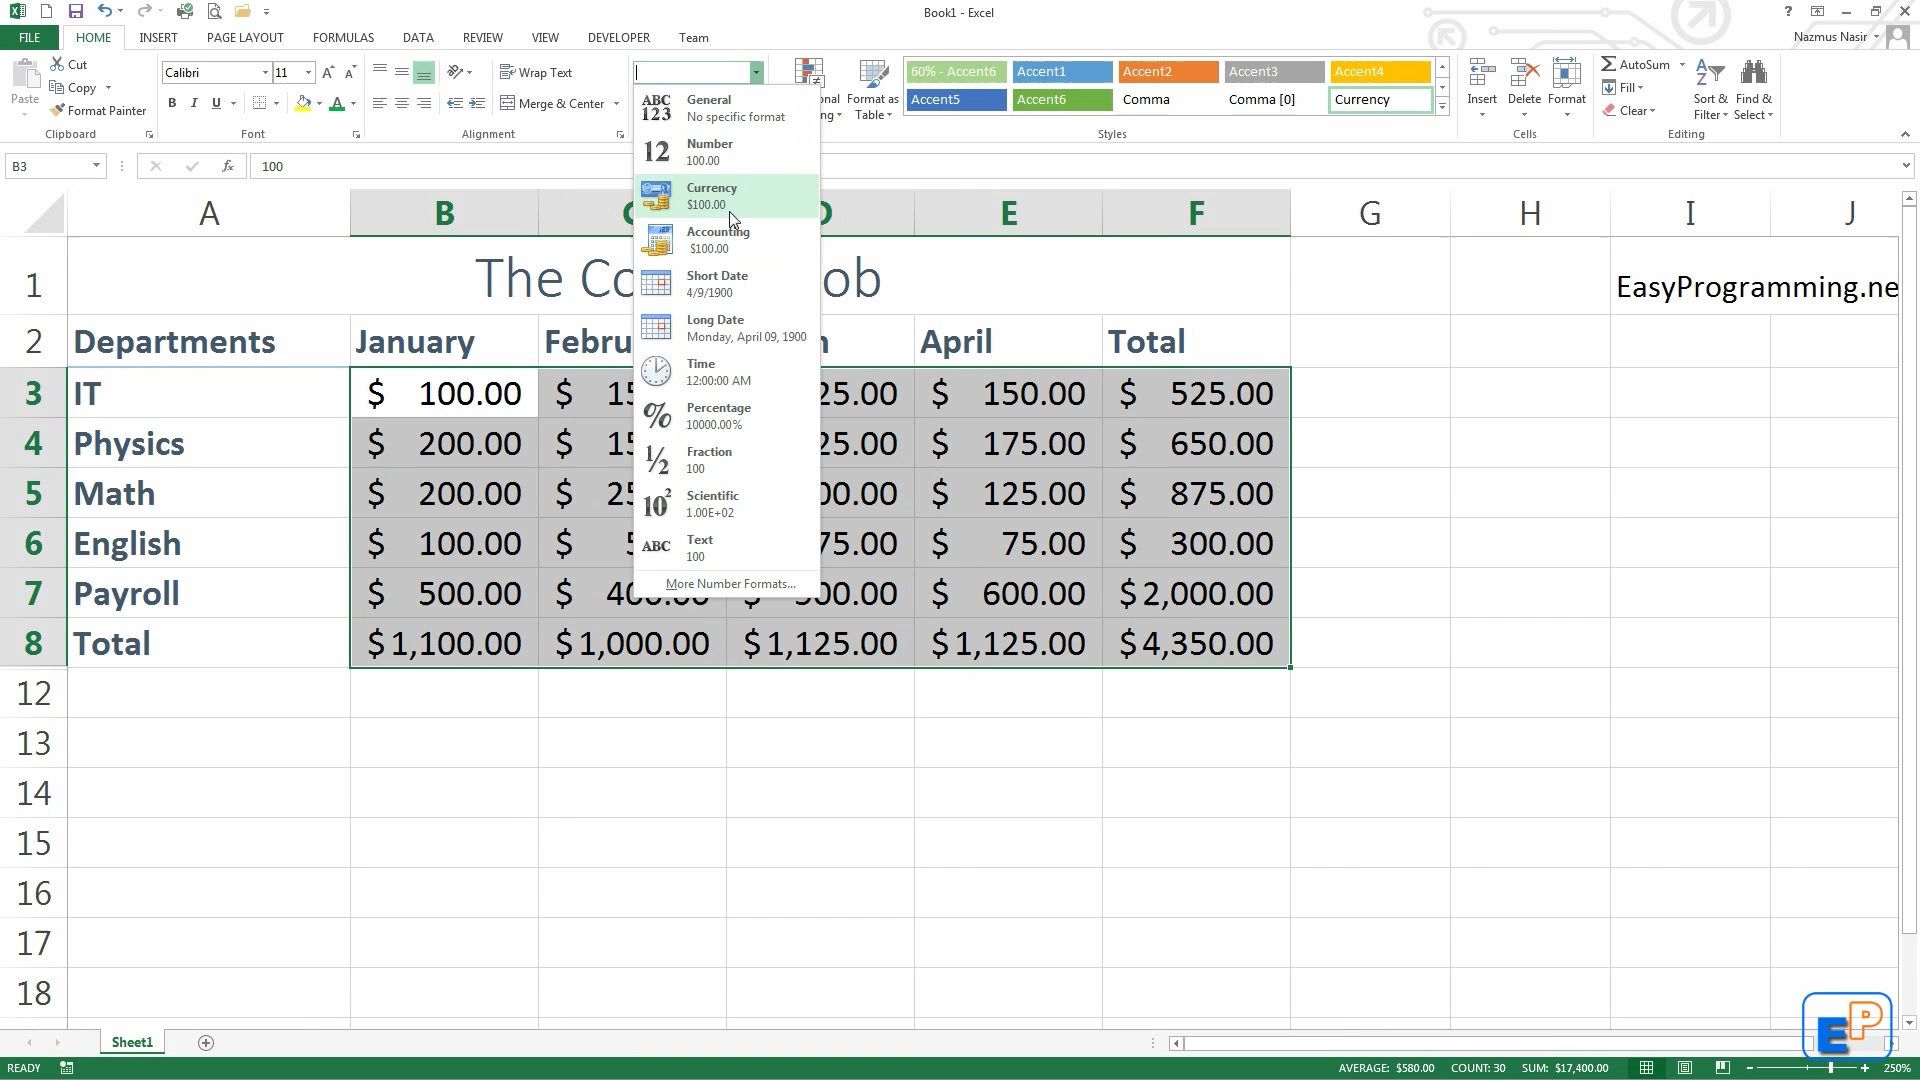 Book1 - Excel
?
FILE HOME INSERT PAGE LAYOUT FORMULAS DATA REVIEW VIEW DEVELOPER Team Nazmus Nasir
Paste
Cut
Copy
Format Painter
Clipboard
Calibri 11
B I U
Font
Wrap Text
Merge & Center
Alignment
Format as Table
60% - Accent6 Accent1 Accent2 Accent3 Accent4
Accent5 Accent6 Comma Comma [0] Currency
Styles
Insert Delete Format
Cells
AutoSum
Fill
Clear
Sort & Filter
Find & Select
Editing
B3 fx 100
ABC 123 General
No specific format
12 Number
100.00
Currency
$100.00
Accounting
$100.00
Short Date
4/9/1900
Long Date
Monday, April 09, 1900
Time
12:00:00 AM
% Percentage
10000.00%
½ Fraction
100
10² Scientific
1.00E+02
ABC Text
100
More Number Formats...
A B E F G H I J
1 The Co ob EasyProgramming.ne
2 Departments January Febru April Total
3 IT $ 100.00 $ 25.00 $ 150.00 $ 525.00
4 Physics $ 200.00 $ 25.00 $ 175.00 $ 650.00
5 Math $ 200.00 $ 00.00 $ 125.00 $ 875.00
6 English $ 100.00 $ 75.00 $ 75.00 $ 300.00
7 Payroll $ 500.00 $ $ 600.00 $2,000.00
8 Total $1,100.00 $1,000.00 $1,125.00 $1,125.00 $4,350.00
12
13
14
15
16
17
18
EP
Sheet1
READY AVERAGE: $580.00 COUNT: 30 SUM: $17,400.00 250%